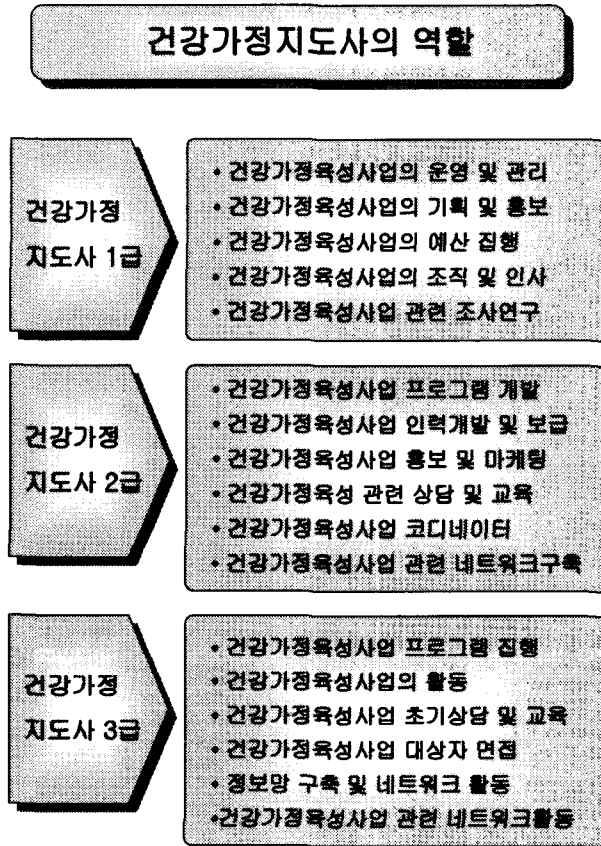 건강가정지도사의 역할
건강가정
지도사 1급
• 건강가정육성사업의 운영 및 관리
• 건강가정육성사업의 기획 및 홍보
• 건강가정육성사업의 예산 집행
• 건강가정육성사업의 조직 및 인사
• 건강가정육성사업 관련 조사연구
건강가정
지도사 2급
• 건강가정육성사업 프로그램 개발
• 건강가정육성사업 인력개발 및 보급
• 건강가정육성사업 홍보 및 마케팅
• 건강가정육성 관련 상담 및 교육
• 건강가정육성사업 코디네이터
• 건강가정육성사업 관련 네트워크구축
건강가정
지도사 3급
• 건강가정육성사업 프로그램 집행
• 건강가정육성사업의 활동
• 건강가정육성사업 초기상담 및 교육
• 건강가정육성사업 대상자 면접
• 정보망 구축 및 네트워크 활동
•건강가정육성사업 관련 네트워크활동